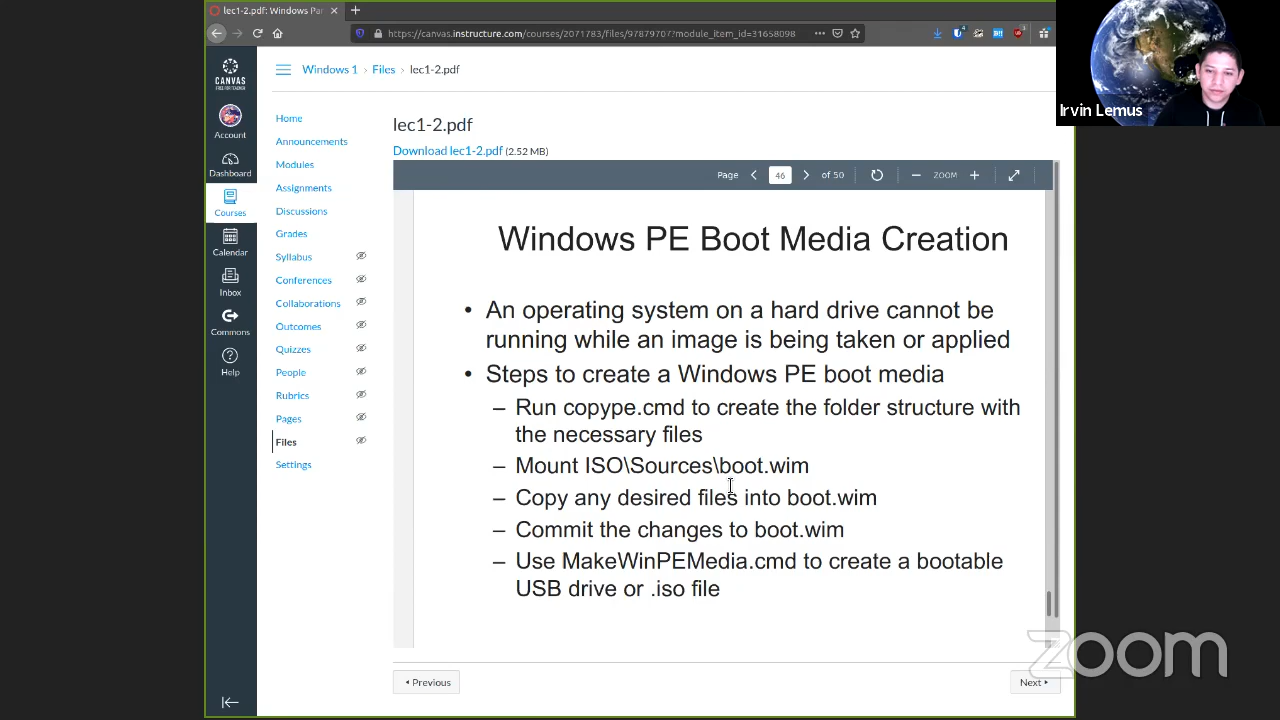 lec1-2.pdf: Windows Par
https://canvas.instructure.com/courses/2071783/files/97879707?module_item_id=31658098
Irvin Lemus
CANVAS
FREE FOR TEACHER
Account
Dashboard
Courses
Calendar
Inbox
Commons
Help
Windows 1 › Files › lec1-2.pdf
Home
Announcements
Modules
Assignments
Discussions
Grades
Syllabus
Conferences
Collaborations
Outcomes
Quizzes
People
Rubrics
Pages
Files
Settings
lec1-2.pdf
Download lec1-2.pdf (2.52 MB)
Page 46 of 50 ZOOM
Windows PE Boot Media Creation
• An operating system on a hard drive cannot be
running while an image is being taken or applied
• Steps to create a Windows PE boot media
– Run copype.cmd to create the folder structure with
the necessary files
– Mount ISO\Sources\boot.wim
– Copy any desired files into boot.wim
– Commit the changes to boot.wim
– Use MakeWinPEMedia.cmd to create a bootable
USB drive or .iso file
Previous
Next
zoom